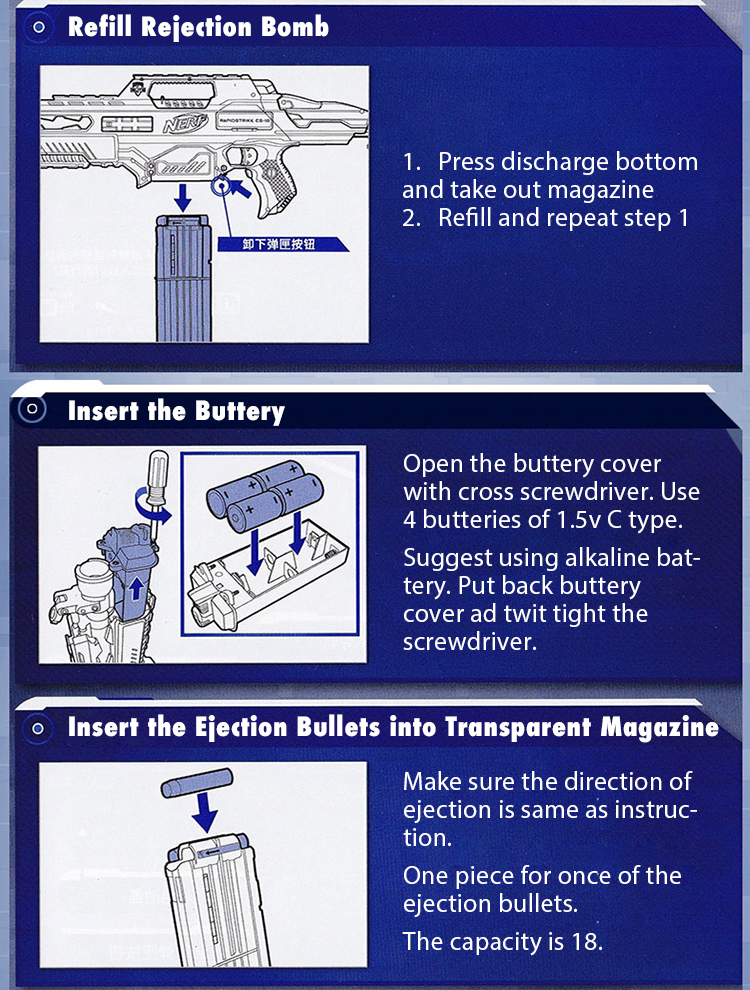 Refill Rejection Bomb
NERF
RAPIDSTRIKE CS-18
卸下弹匣按钮
1. Press discharge bottom
and take out magazine
2. Refill and repeat step 1
Insert the Buttery
Open the buttery cover
with cross screwdriver. Use
4 butteries of 1.5v C type.
Suggest using alkaline bat-
tery. Put back buttery
cover ad twit tight the
screwdriver.
Insert the Ejection Bullets into Transparent Magazine
Make sure the direction of
ejection is same as instruc-
tion.
One piece for once of the
ejection bullets.
The capacity is 18.